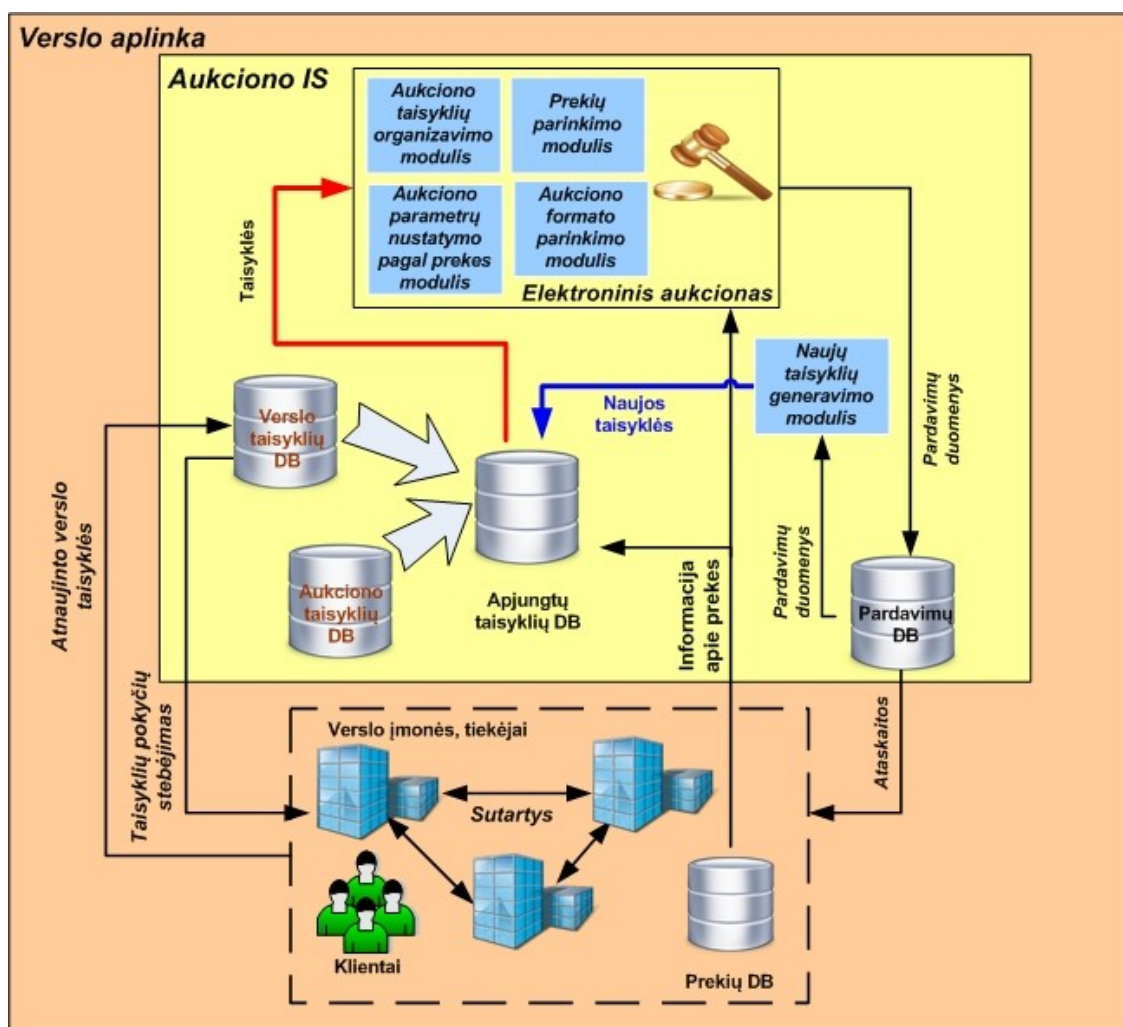 Verslo aplinka
Aukciono IS
Aukciono
taisyklių
organizavimo
modulis
Prekių
parinkimo
modulis
Aukciono
parametrų
nustatymo
pagal prekes
modulis
Aukciono
formato
parinkimo
modulis
Elektroninis aukcionas
Taisyklės
Naujų
taisyklių
generavimo
modulis
Naujos
taisyklės
Pardavimų
duomenys
Verslo
taisyklių
DB
Aukciono
taisyklių DB
Apjungtų
taisyklių DB
Informacija
apie prekes
Pardavimų
duomenys
Pardavimų
DB
Atnaujinto verslo
taisyklės
Taisyklių pokyčių
stebėjimas
Ataskaitos
Verslo įmonės, tiekėjai
Sutartys
Klientai
Prekių DB